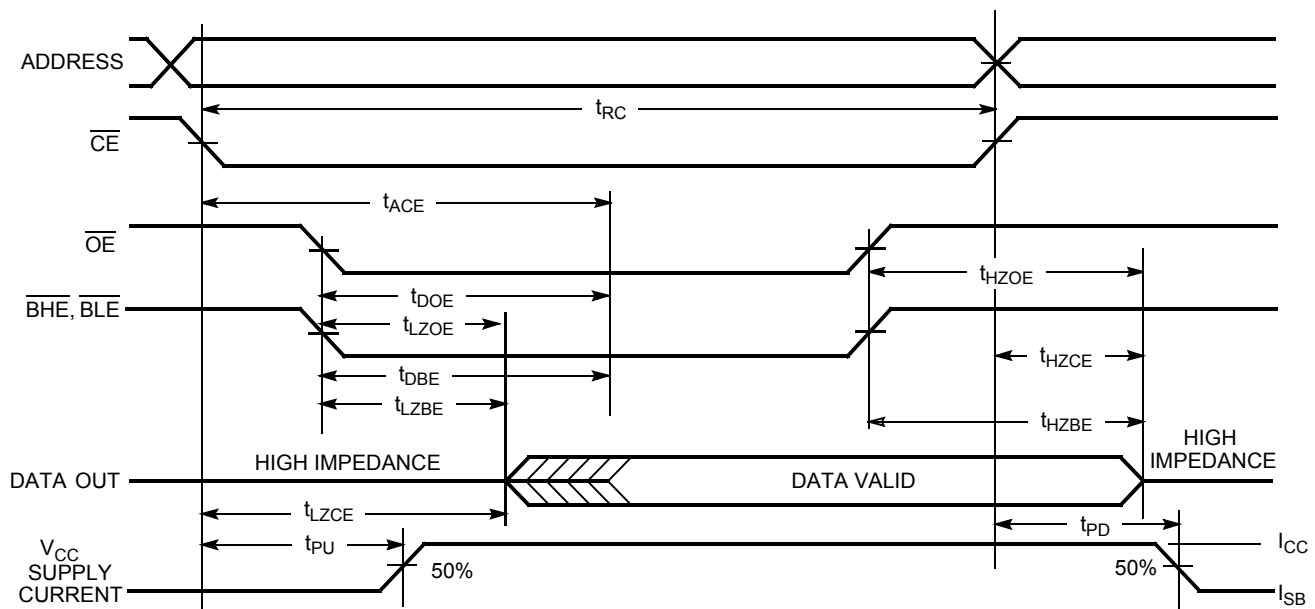 ADDRESS
tRC
CE
tACE
OE
tHZOE
tDOE
BHE, BLE
tLZOE
tHZCE
tDBE
tLZBE
tHZBE
HIGH IMPEDANCE
HIGH
IMPEDANCE
DATA OUT
DATA VALID
tLZCE
tPU
tPD
VCC
SUPPLY
CURRENT
50%
50%
ICC
ISB